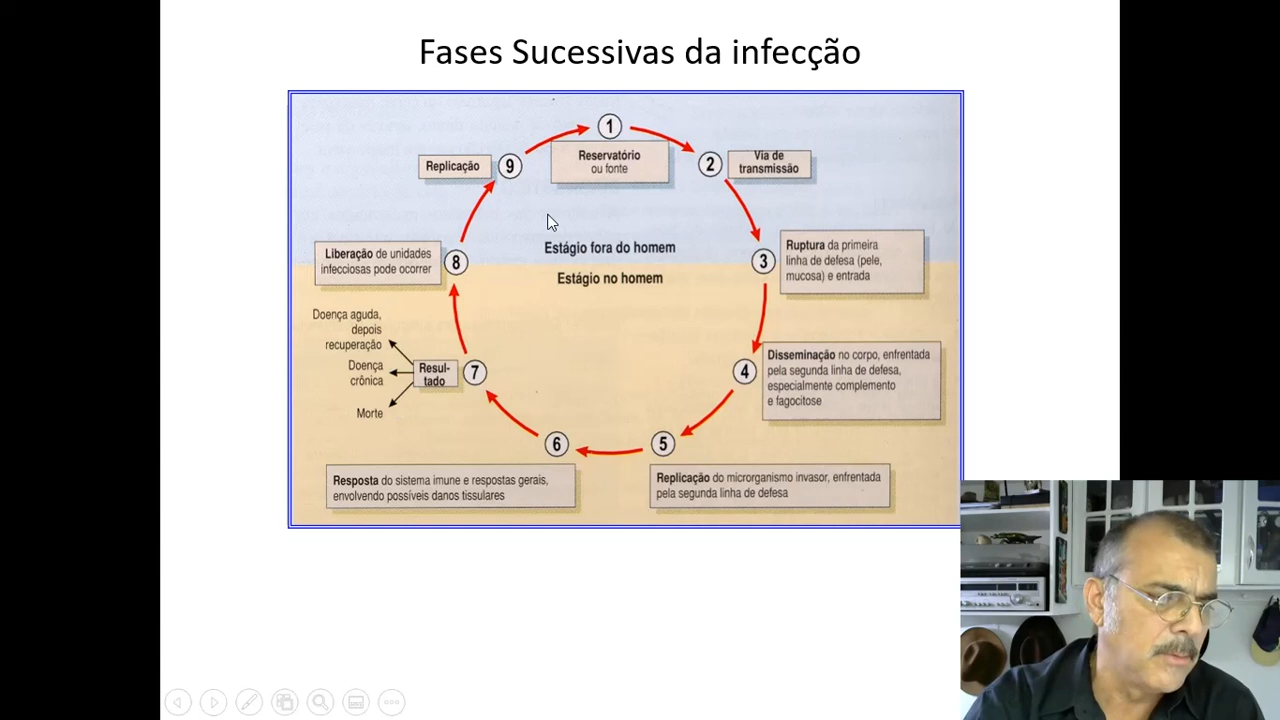 Fases Sucessivas da infecção
1
Reservatório
ou fonte
2
Via de
transmissão
9
Replicação
3
Ruptura da primeira
linha de defesa (pele,
mucosa) e entrada
Estágio fora do homem
Estágio no homem
8
Liberação de unidades
infecciosas pode ocorrer
4
Disseminação no corpo, enfrentada
pela segunda linha de defesa,
especialmente complemento
e fagocitose
7
Resul-
tado
Doença aguda,
depois
recuperação
Doença
crônica
Morte
6
Resposta do sistema imune e respostas gerais,
envolvendo possíveis danos tissulares
5
Replicação do microrganismo invasor, enfrentada
pela segunda linha de defesa